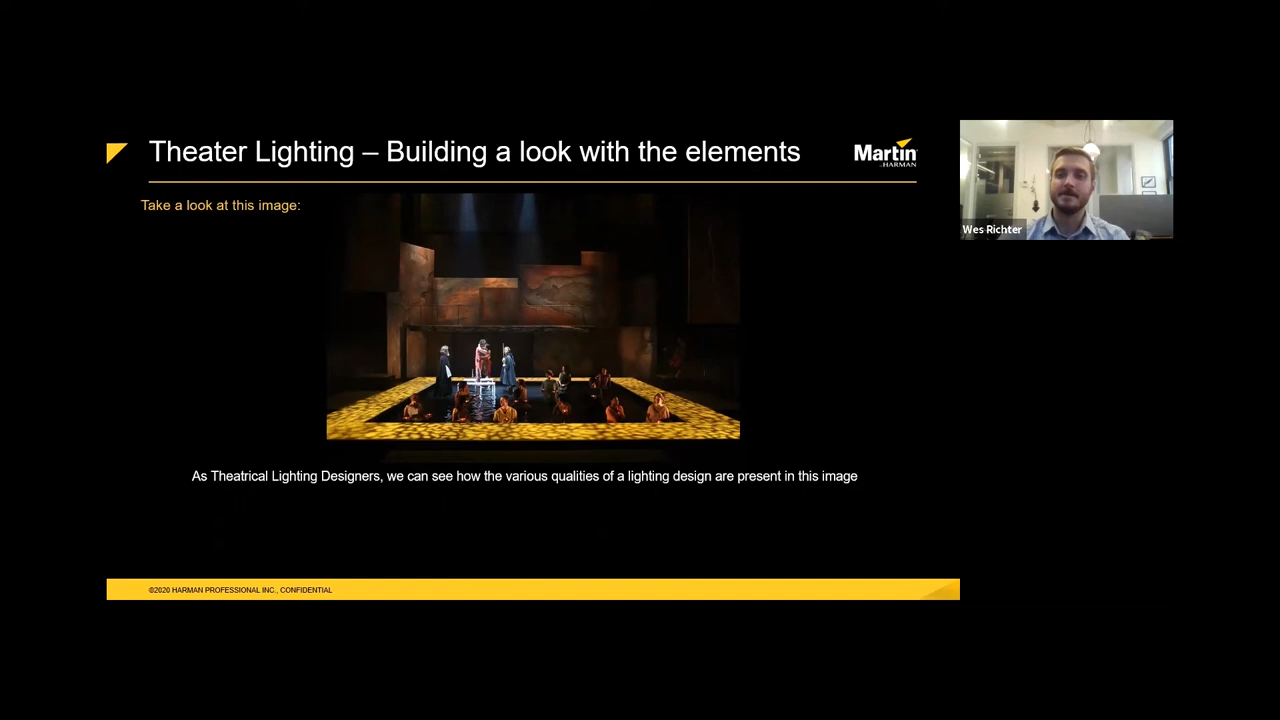 Theater Lighting – Building a look with the elements
Martin
by HARMAN
Take a look at this image:
Wes Richter
As Theatrical Lighting Designers, we can see how the various qualities of a lighting design are present in this image
©2020 HARMAN PROFESSIONAL INC., CONFIDENTIAL